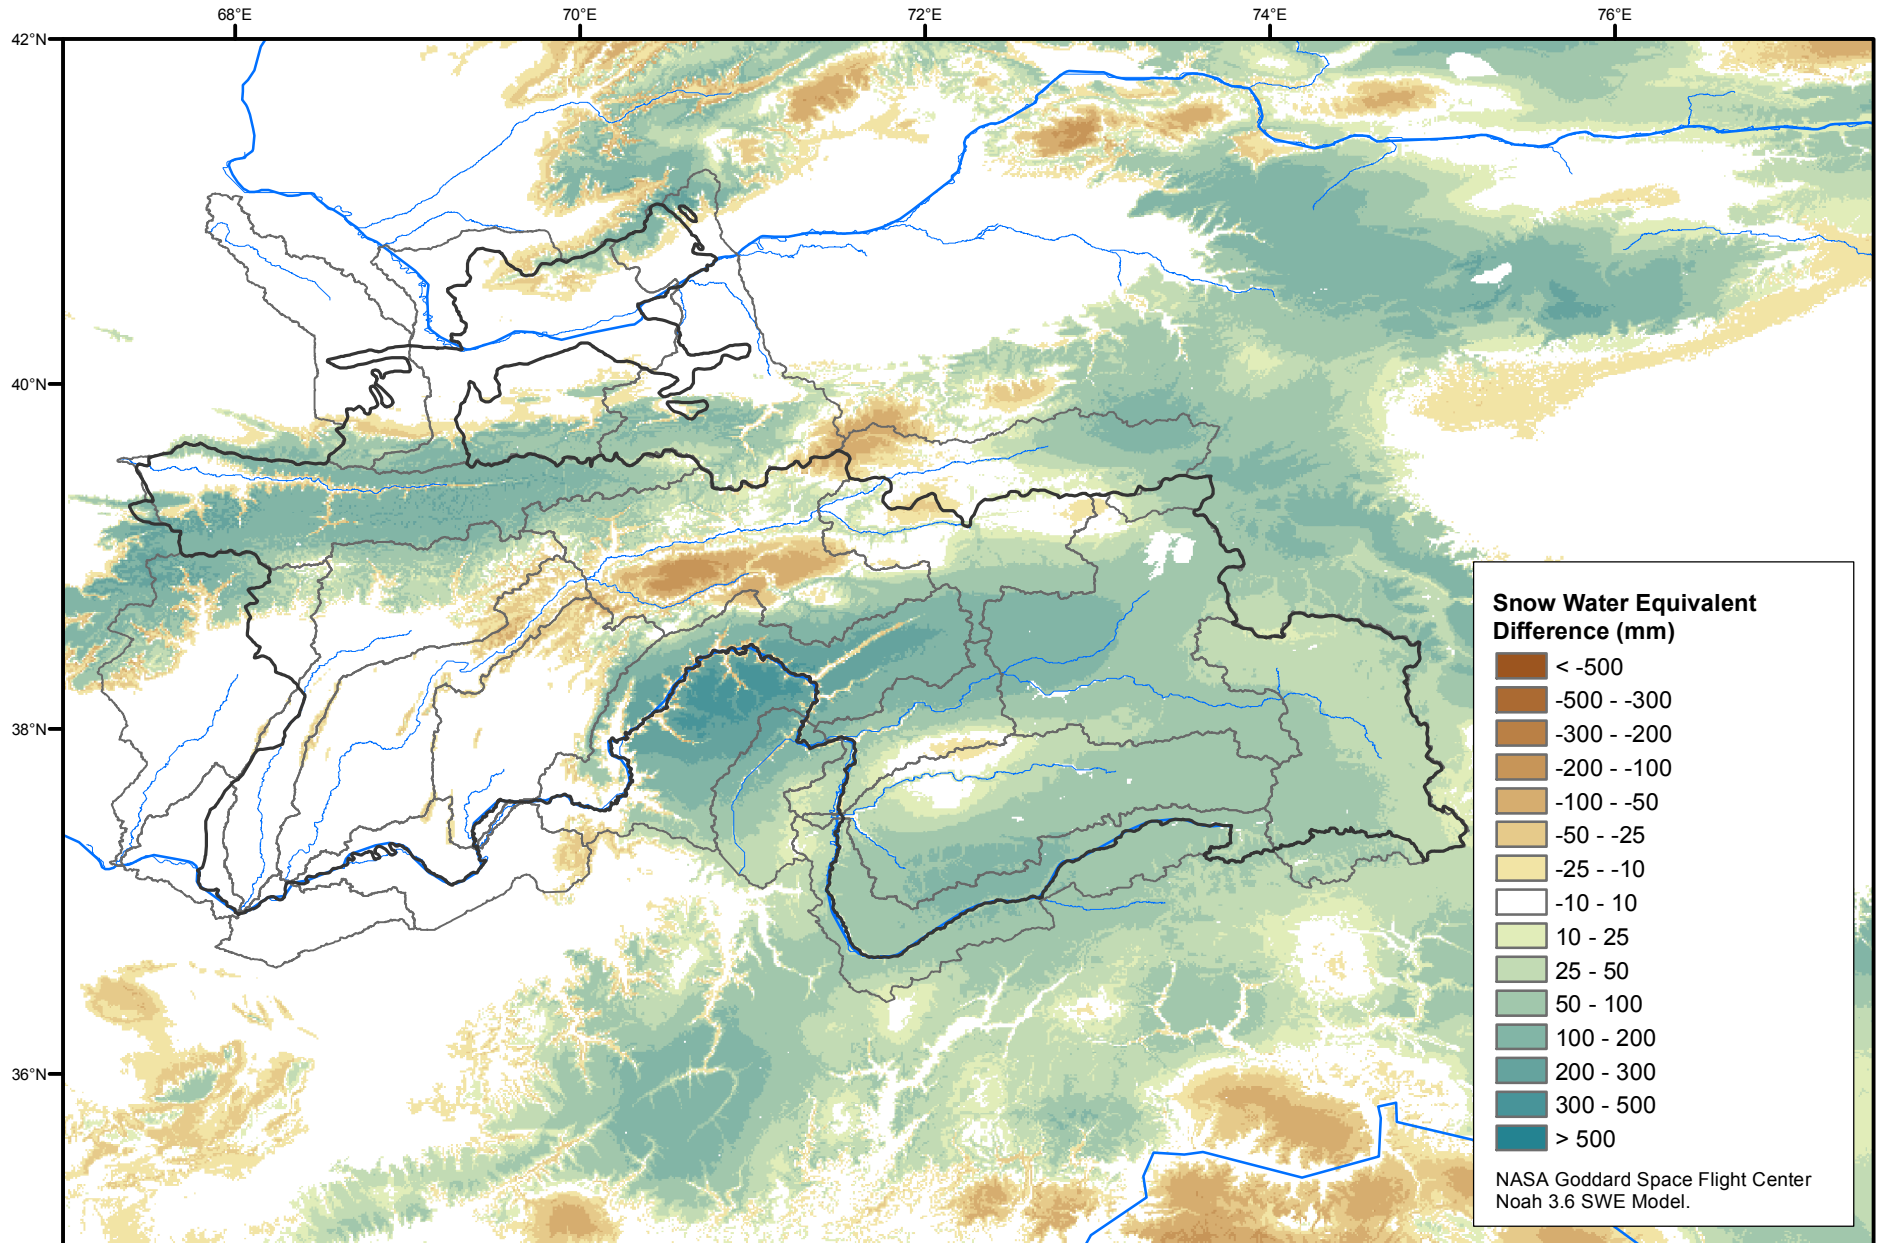 68°E
70°E
72°E
74°E
76°E
42°N
40°N
38°N
36°N
Snow Water Equivalent
Difference (mm)
< -500
-500 - -300
-300 - -200
-200 - -100
-100 - -50
-50 - -25
-25 - -10
-10 - 10
10 - 25
25 - 50
50 - 100
100 - 200
200 - 300
300 - 500
> 500
NASA Goddard Space Flight Center
Noah 3.6 SWE Model.